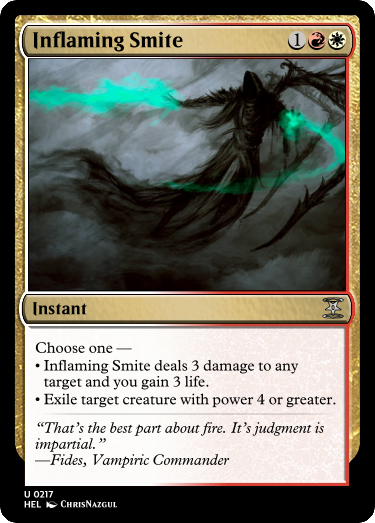 Inflaming Smite 1
Instant
Choose one —
• Inflaming Smite deals 3 damage to any
target and you gain 3 life.
• Exile target creature with power 4 or greater.
“That's the best part about fire. It's judgment is
impartial.”
—Fides, Vampiric Commander
U 0217
HEL ChrisNazgul